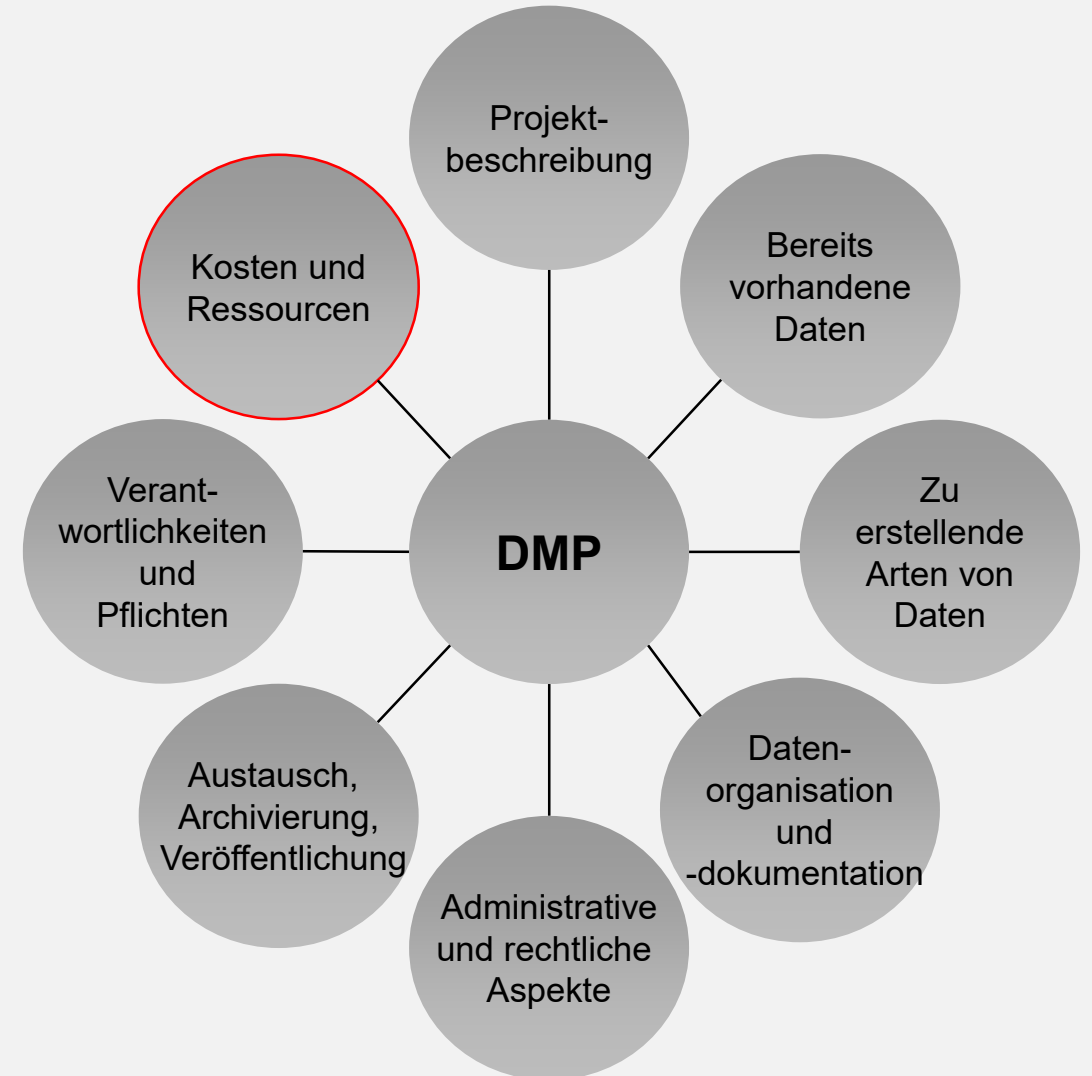 Projekt-
beschreibung
Bereits
vorhandene
Daten
Zu
erstellende
Arten von
Daten
Daten-
organisation
und
-dokumentation
Administrative
und rechtliche
Aspekte
Austausch,
Archivierung,
Veröffentlichung
Verant-
wortlichkeiten
und
Pflichten
Kosten und
Ressourcen
DMP